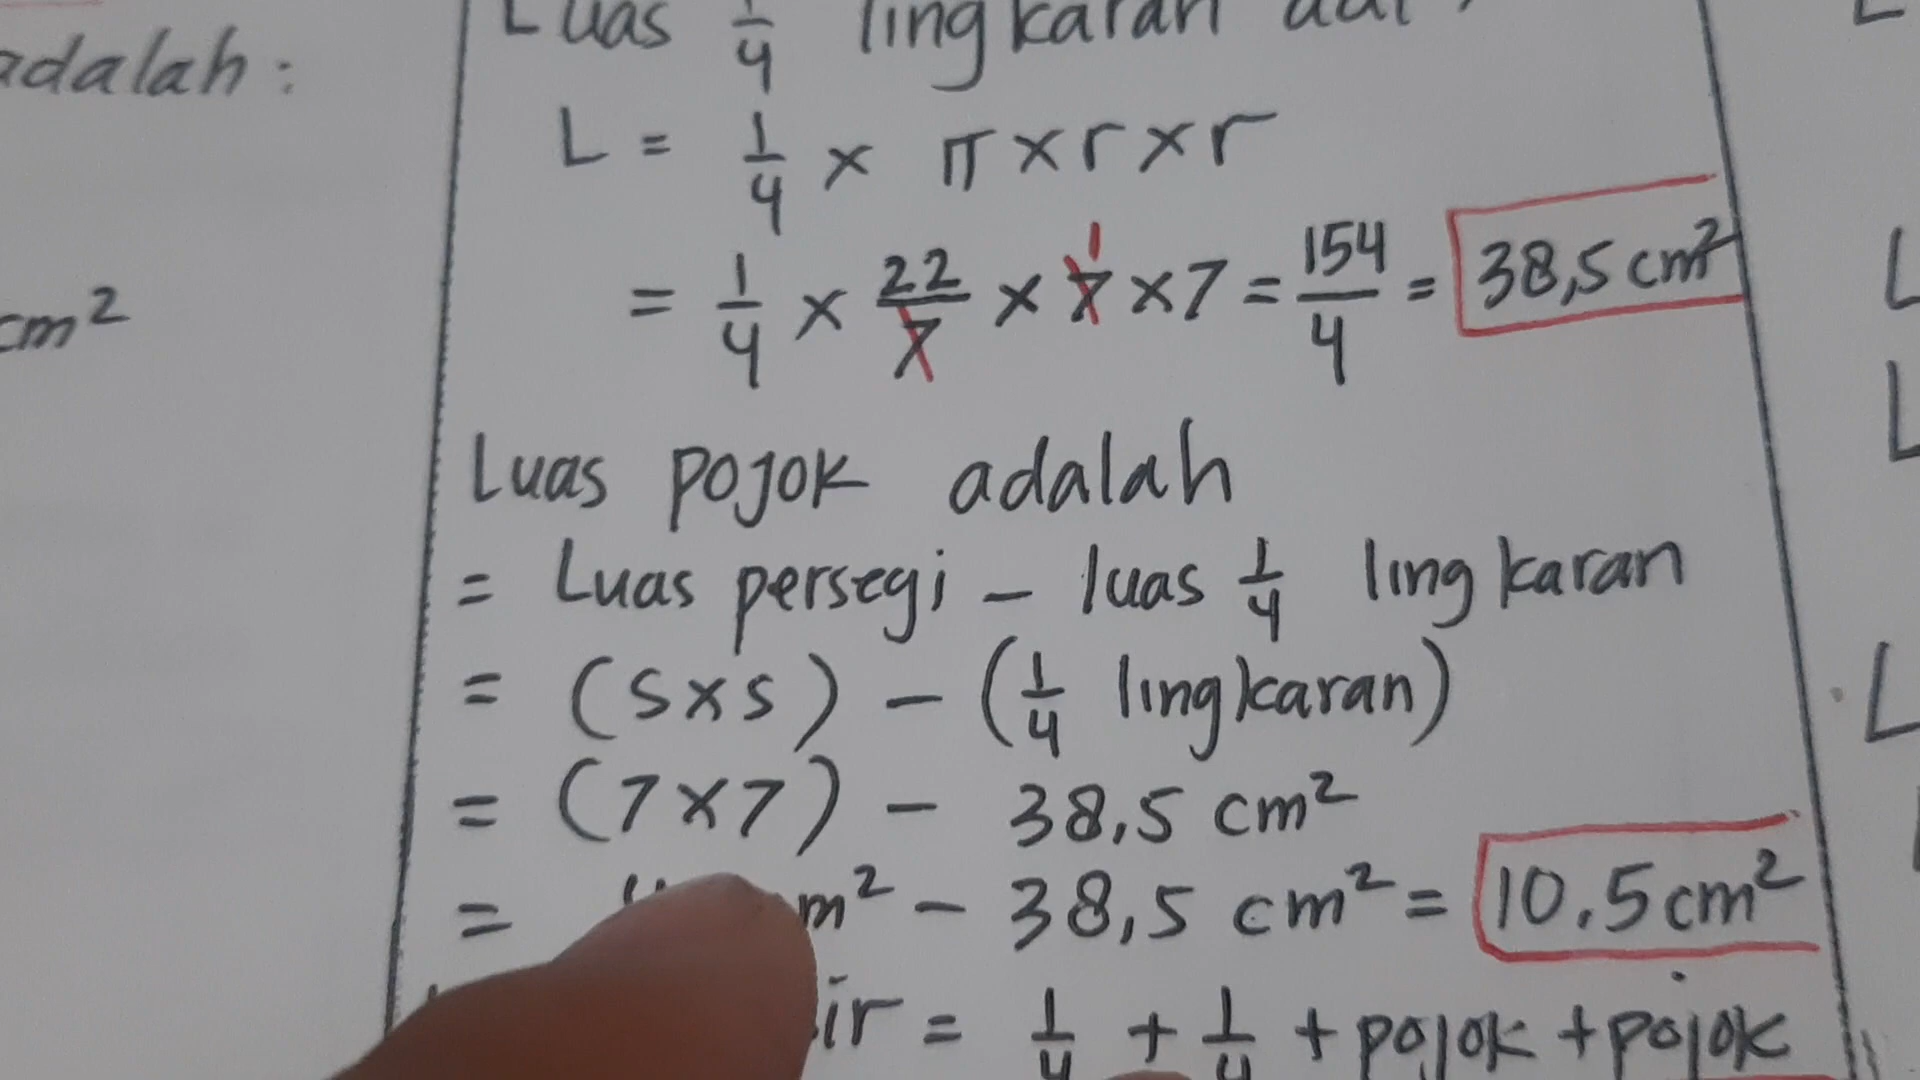 adalah :
cm²
Luas 1/4 lingkaran
L = 1/4 × π × r × r
= 1/4 × 22/7 × 7 1 × 7 = 154/4 = 38,5 cm²
Luas pojok adalah
= Luas persegi – luas 1/4 lingkaran
= (s×s) – (1/4 lingkaran)
= (7×7) – 38,5 cm²
= m² – 38,5 cm² = 10.5 cm²
ir = 1/4 + 1/4 + pojok + pojok
L
L
L
L